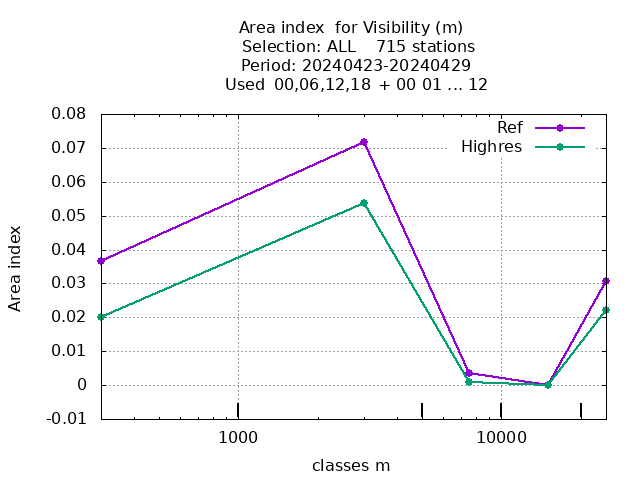 Area index  for Visibility (m)
Selection: ALL    715 stations
Period: 20240423-20240429
Used  00,06,12,18  + 00 01 ... 12
Ref
Highres
0.08
0.07
0.06
0.05
0.04
0.03
0.02
0.01
0
-0.01
Area index
1000
10000
classes m